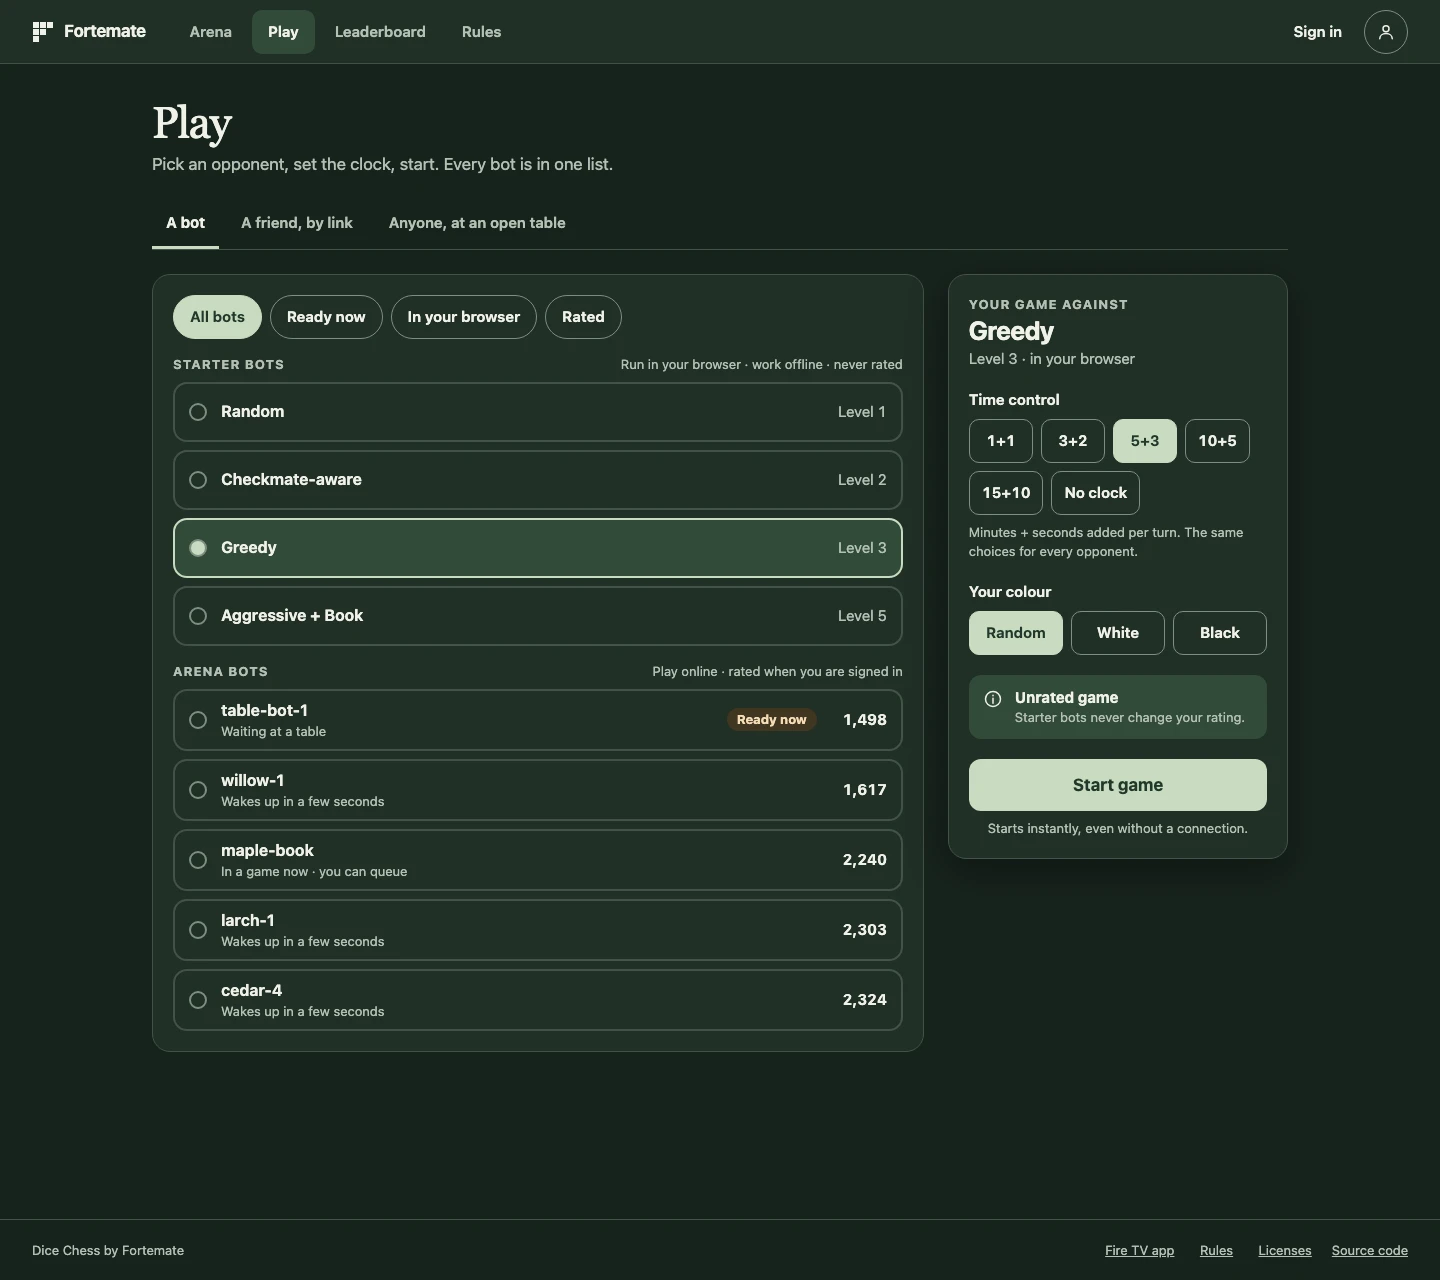 Fortemate
Arena
Play
Leaderboard
Rules
Sign in
Play
Pick an opponent, set the clock, start. Every bot is in one list.
A bot
A friend, by link
Anyone, at an open table
All bots
Ready now
In your browser
Rated
STARTER BOTS
Run in your browser · work offline · never rated
Random
Level 1
Checkmate-aware
Level 2
Greedy
Level 3
Aggressive + Book
Level 5
ARENA BOTS
Play online · rated when you are signed in
table-bot-1
Waiting at a table
Ready now
1,498
willow-1
Wakes up in a few seconds
1,617
maple-book
In a game now · you can queue
2,240
larch-1
Wakes up in a few seconds
2,303
cedar-4
Wakes up in a few seconds
2,324
YOUR GAME AGAINST
Greedy
Level 3 · in your browser
Time control
1+1
3+2
5+3
10+5
15+10
No clock
Minutes + seconds added per turn. The same
choices for every opponent.
Your colour
Random
White
Black
Unrated game
Starter bots never change your rating.
Start game
Starts instantly, even without a connection.
Dice Chess by Fortemate
Fire TV app
Rules
Licenses
Source code